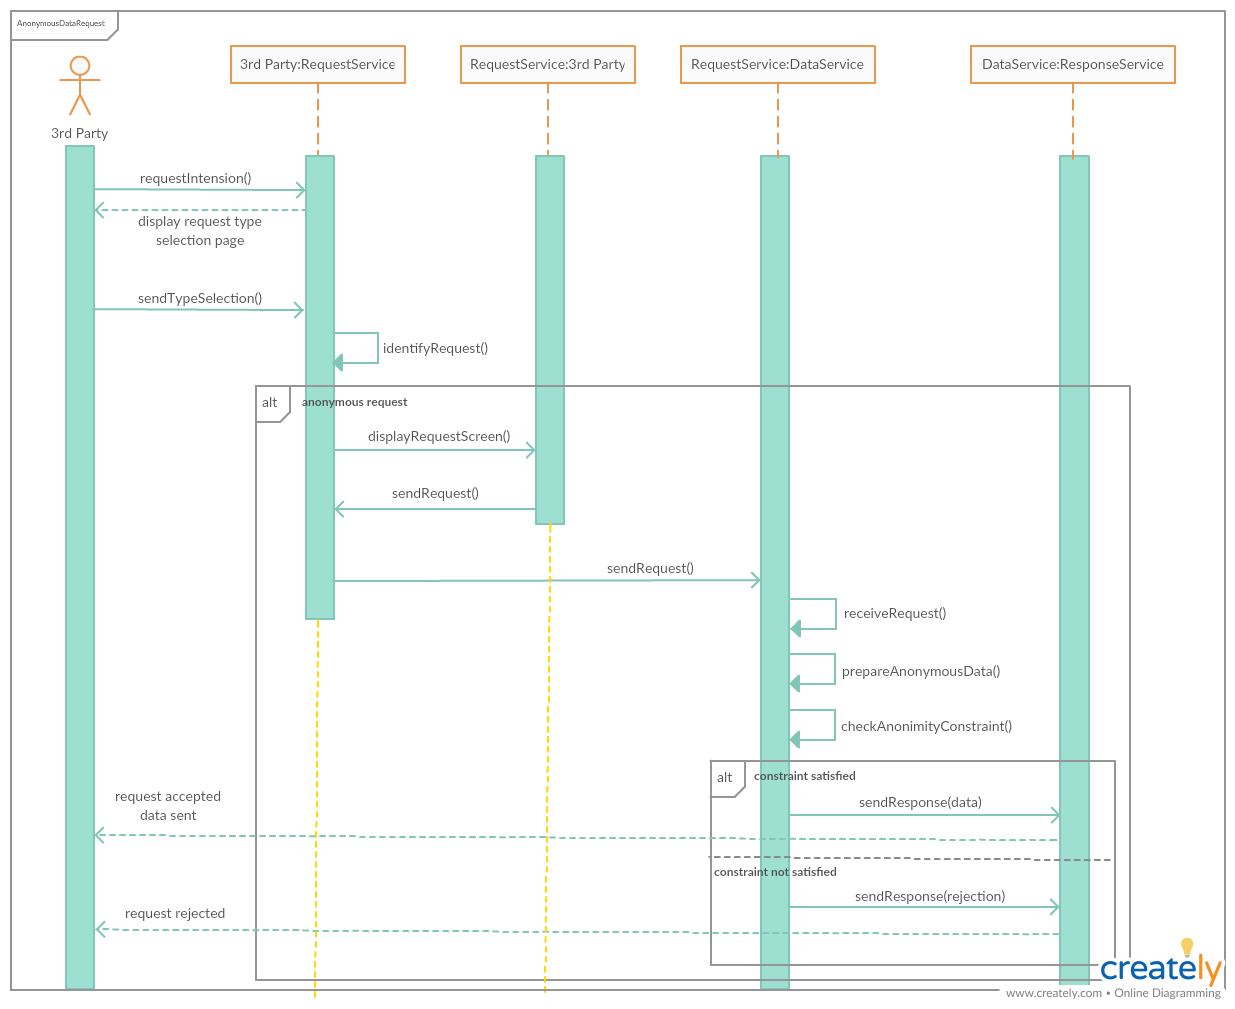 AnonymousDataRequest
3rd Party:RequestService
RequestService:3rd Party
RequestService:DataService
DataService:ResponseService
3rd Party
requestIntension()
display request type
selection page
sendTypeSelection()
identifyRequest()
alt
anonymous request
displayRequestScreen()
sendRequest()
sendRequest()
receiveRequest()
prepareAnonymousData()
checkAnonimityConstraint()
alt
constraint satisfied
request accepted
data sent
sendResponse(data)
constraint not satisfied
sendResponse(rejection)
request rejected
creately
www.creately.com • Online Diagramming